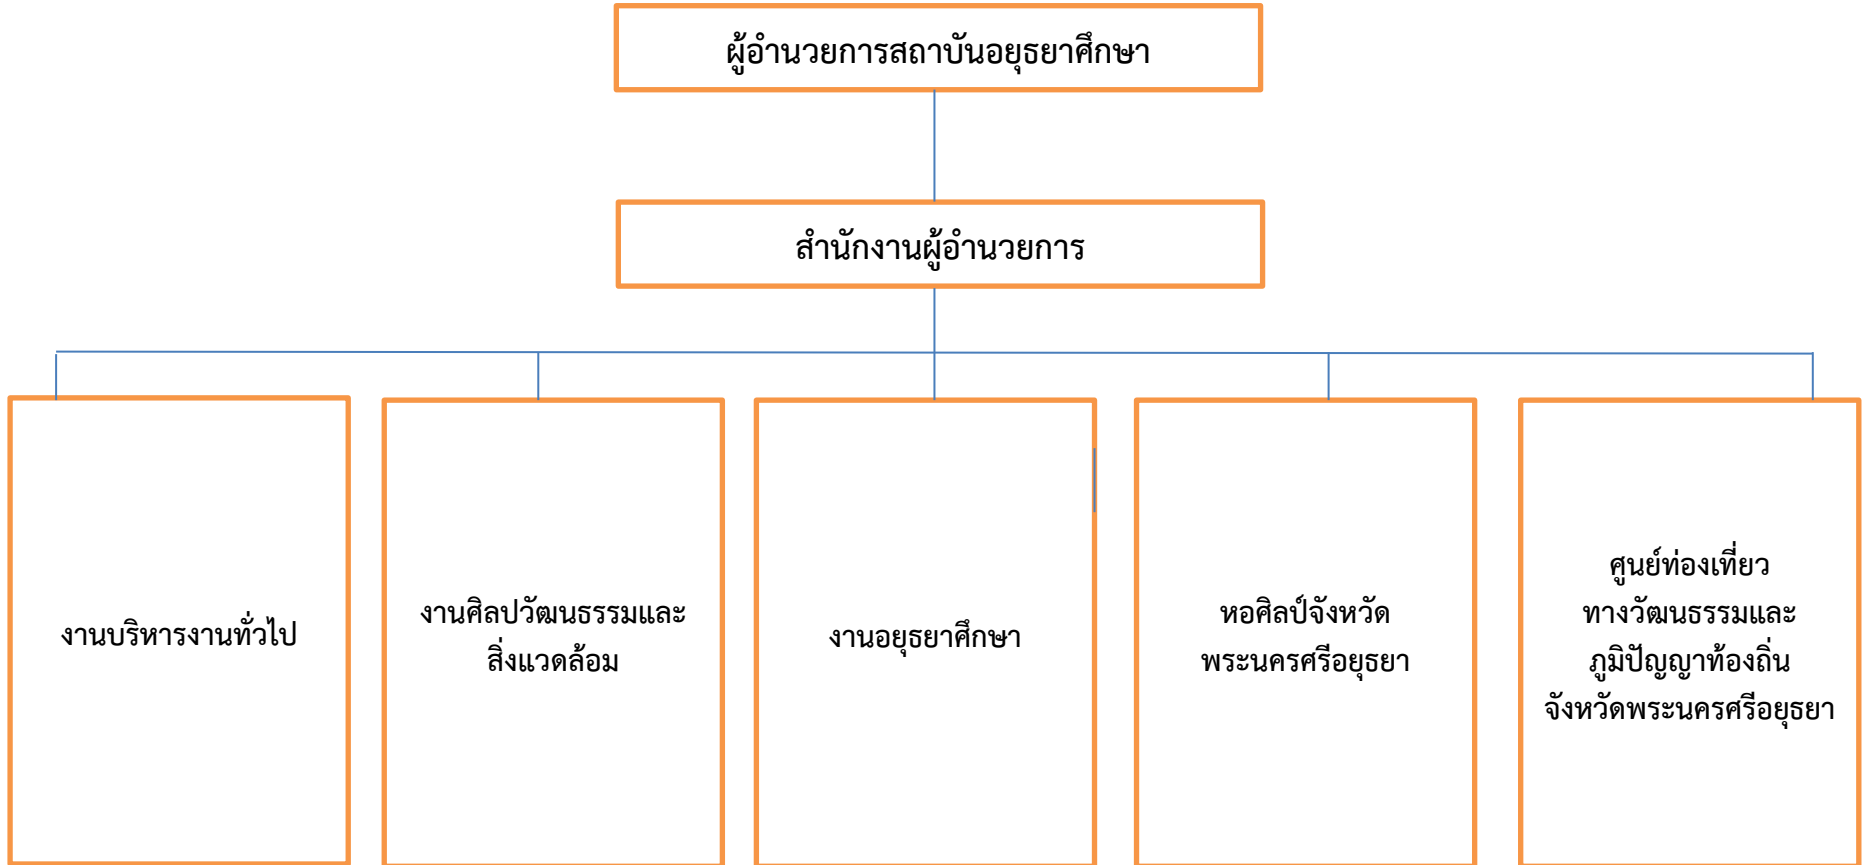 ผู้อำนวยการสถาบันอยุธยาศึกษา
สำนักงานผู้อำนวยการ
งานบริหารงานทั่วไป
งานศิลปวัฒนธรรมและ
สิ่งแวดล้อม
งานอยุธยาศึกษา
หอศิลป์จังหวัด
พระนครศรีอยุธยา
ศูนย์ท่องเที่ยว
ทางวัฒนธรรมและ
ภูมิปัญญาท้องถิ่น
จังหวัดพระนครศรีอยุธยา